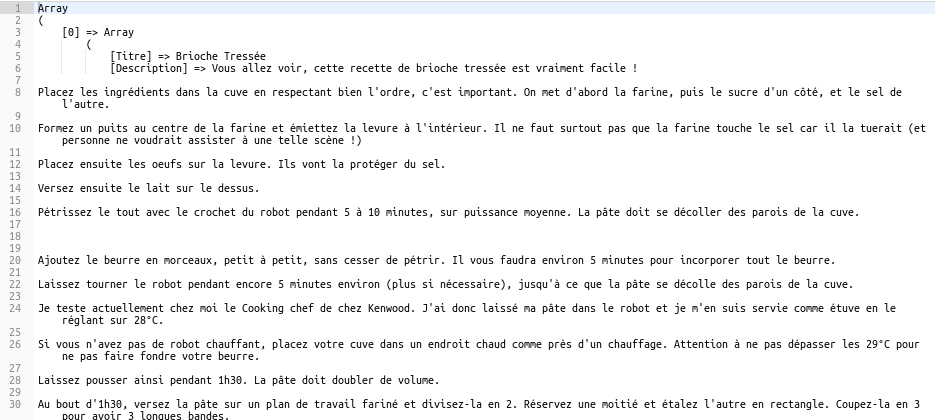 1 Array
2 (
3 [0] => Array
4 (
5 [Titre] => Brioche Tressée
6 [Description] => Vous allez voir, cette recette de brioche tressée est vraiment facile !
7
8 Placez les ingrédients dans la cuve en respectant bien l'ordre, c'est important. On met d'abord la farine, puis le sucre d'un côté, et le sel de
l'autre.
9
10 Formez un puits au centre de la farine et émiettez la levure à l'intérieur. Il ne faut surtout pas que la farine touche le sel car il la tuerait (et
personne ne voudrait assister à une telle scène !)
11
12 Placez ensuite les oeufs sur la levure. Ils vont la protéger du sel.
13
14 Versez ensuite le lait sur le dessus.
15
16 Pétrissez le tout avec le crochet du robot pendant 5 à 10 minutes, sur puissance moyenne. La pâte doit se décoller des parois de la cuve.
17
18
19
20 Ajoutez le beurre en morceaux, petit à petit, sans cesser de pétrir. Il vous faudra environ 5 minutes pour incorporer tout le beurre.
21
22 Laissez tourner le robot pendant encore 5 minutes environ (plus si nécessaire), jusqu'à ce que la pâte se décolle des parois de la cuve.
23
24 Je teste actuellement chez moi le Cooking chef de chez Kenwood. J'ai donc laissé ma pâte dans le robot et je m'en suis servie comme étuve en le
réglant sur 28°C.
25
26 Si vous n'avez pas de robot chauffant, placez votre cuve dans un endroit chaud comme près d'un chauffage. Attention à ne pas dépasser les 29°C pour
ne pas faire fondre votre beurre.
27
28 Laissez pousser ainsi pendant 1h30. La pâte doit doubler de volume.
29
30 Au bout d'1h30, versez la pâte sur un plan de travail fariné et divisez-la en 2. Réservez une moitié et étalez l'autre en rectangle. Coupez-la en 3
pour avoir 3 longues bandes.